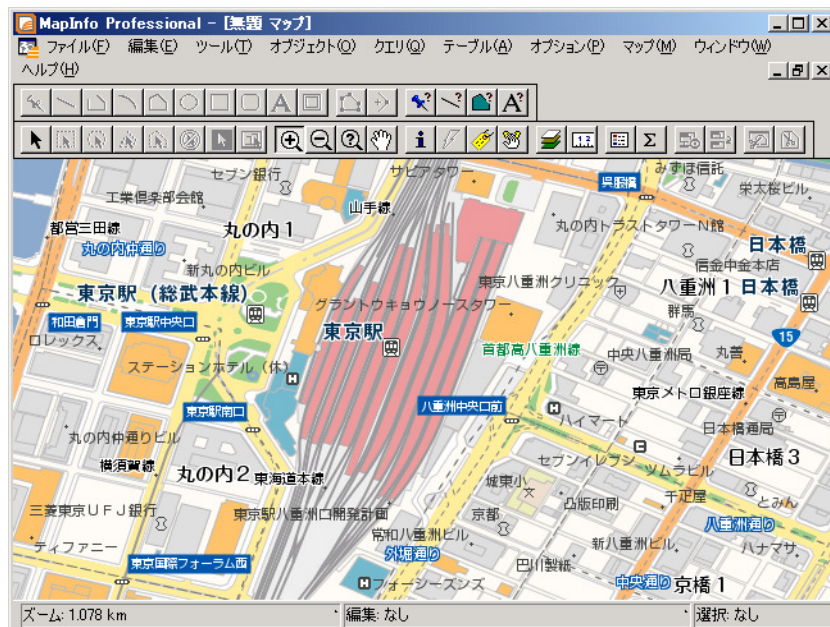 MapInfo Professional - [無題 マップ]
ファイル(F) 編集(E) ツール(T) オブジェクト(O) クエリ(Q) テーブル(A) オプション(P) マップ(M) ウィンドウ(W)
ヘルプ(H)
セブン銀行
サピアタワー
みずほ信託
呉服橋
栄太楼ビル
工業倶楽部会館
山手線
都営三田線
丸の内1
丸の内トラストタワーN館
丸の内仲通り
日本橋
新丸の内ビル
信金中金本店
東京八重洲クリニック
東京駅（総武本線）
八重洲1
日本橋
グラントウキョウノースタワー
群馬
和田倉門
東京駅中央口
東京駅
15
ロレックス
首都高八重洲線
中央八重洲局
丸善
ステーションホテル（休）
H
東京メトロ銀座線
高島屋
東京駅南口
八重洲中央口前
H
ハイマート
日本橋通局
丸の内仲通りビル
横須賀線
丸の内2
東海道本線
セブンイレブン
ツムラビル
日本橋3
城東小
文
三菱東京UFJ銀行
東京駅八重洲口開発計画
京都
凸版印刷
千疋屋
とみん
常和八重洲ビル
八重洲通り
ティファニー
外堀通り
新八重洲ビル
ハナマサ
東京国際フォーラム西
巴川製紙
H
フォーシーズンズ
中央通り
京橋1
ズーム: 1.078 km
編集: なし
選択: なし